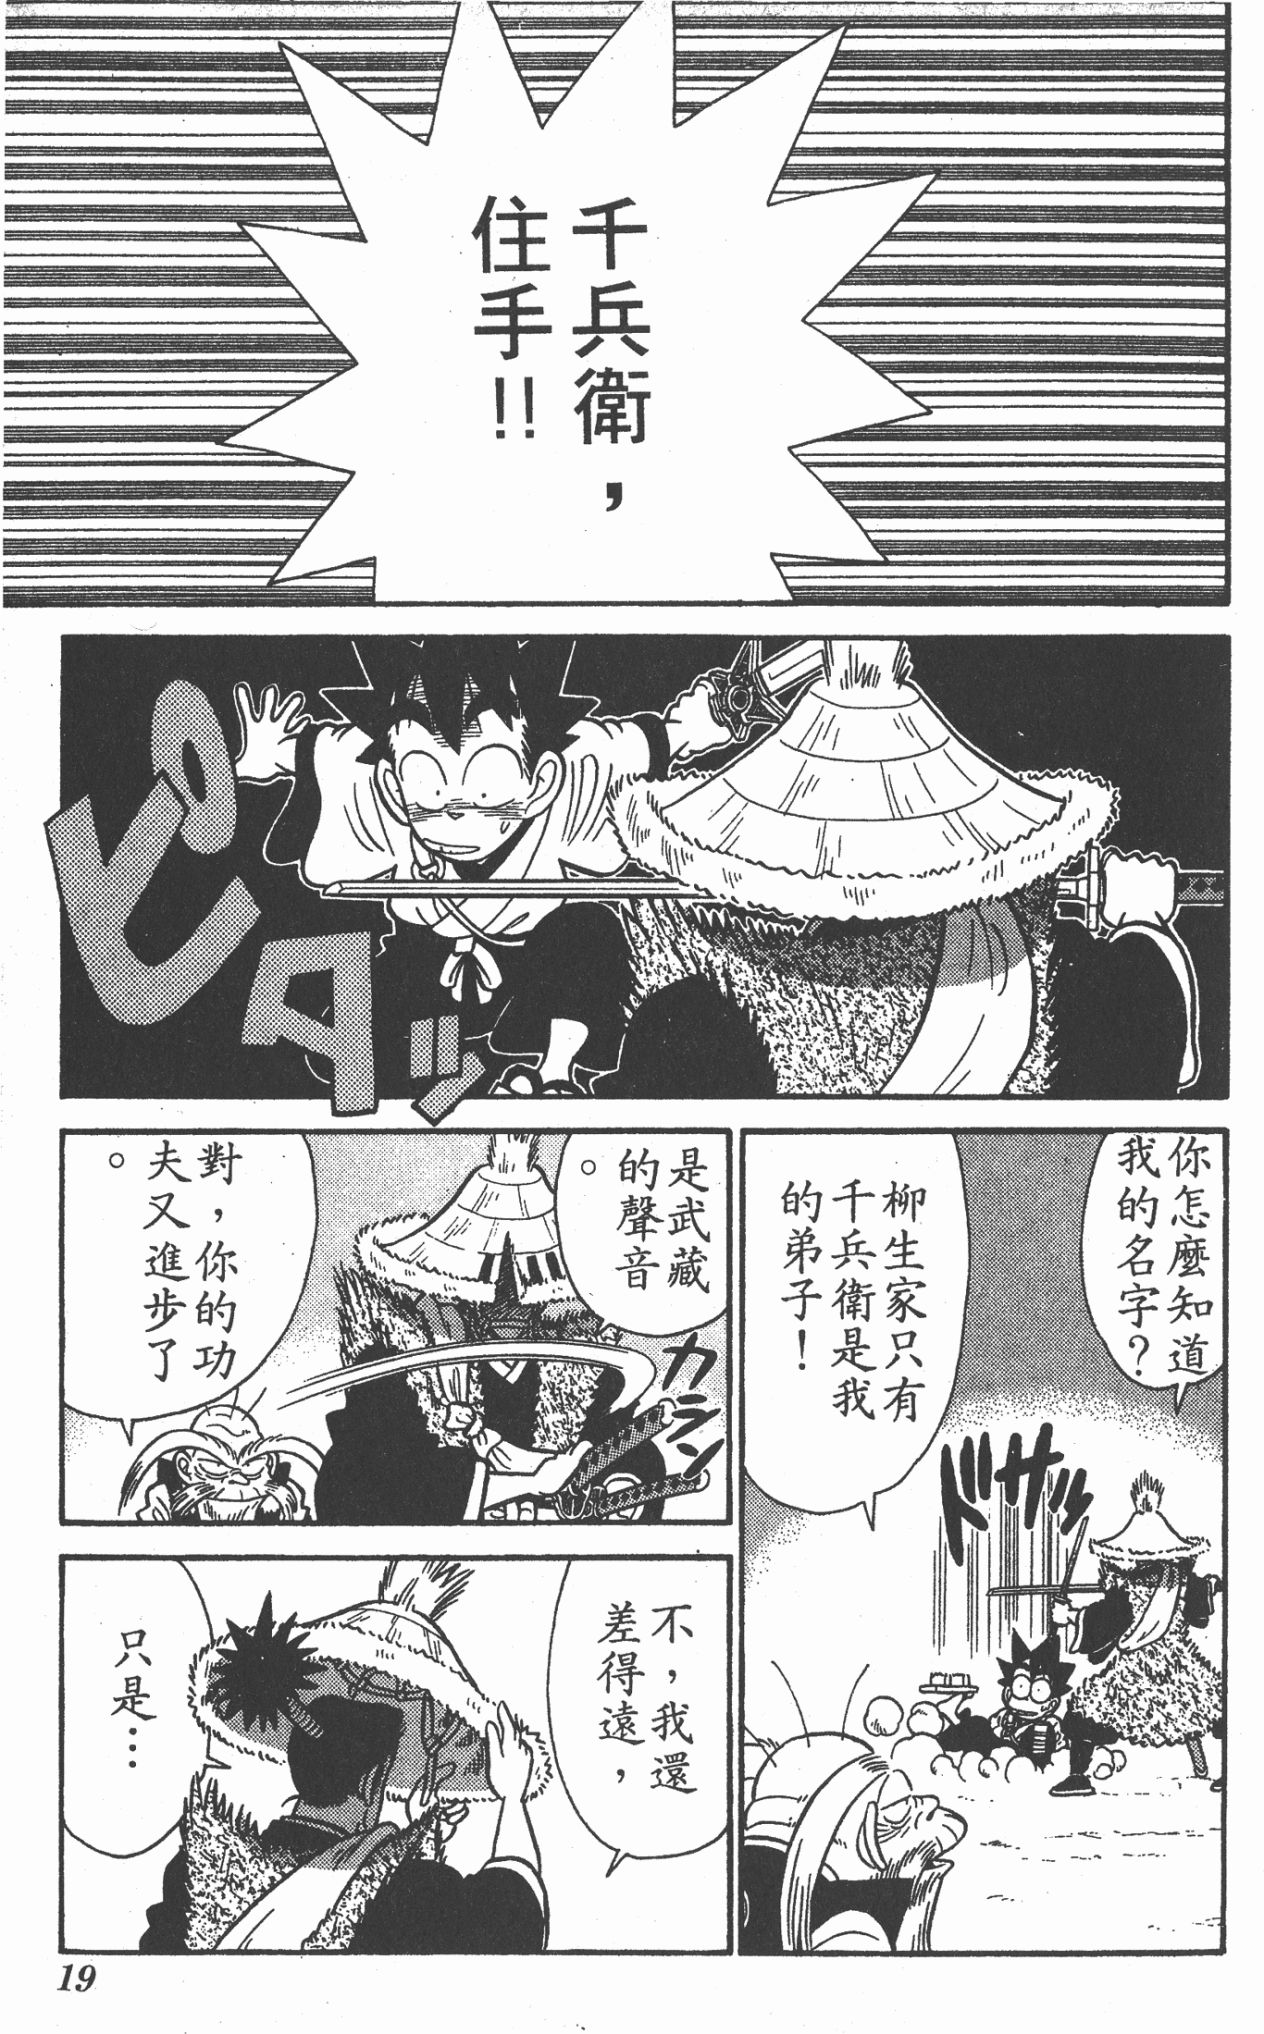 千兵衛，
住手!!
ピタッ
你怎麼知道
我的名字？
柳生家只有
千兵衛是我
的弟子！
ドサッ
是武藏
的聲音
。
カラン
對，你的功
夫又進步了
。
不，我還
差得遠，
只是…
19